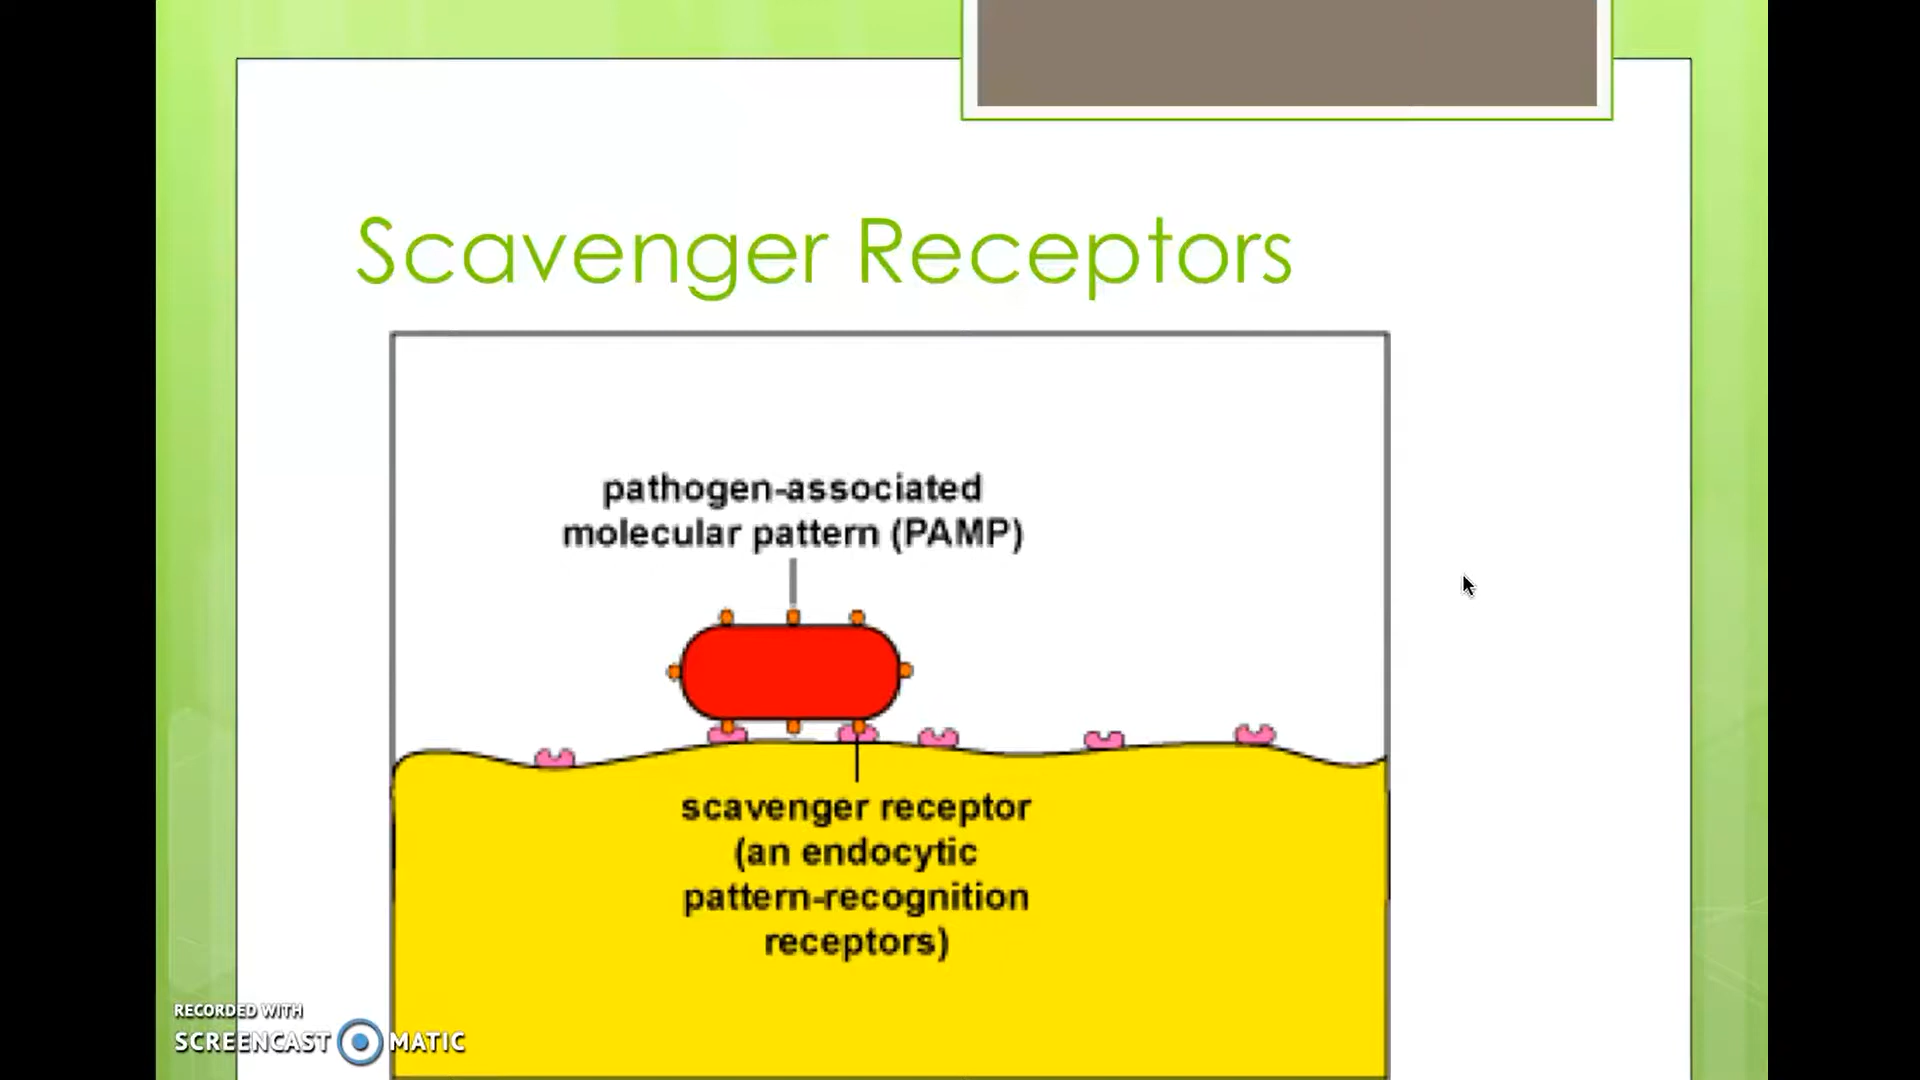 Scavenger Receptors
pathogen-associated
molecular pattern (PAMP)
scavenger receptor
(an endocytic
pattern-recognition
receptors)
RECORDED WITH
SCREENCAST MATIC